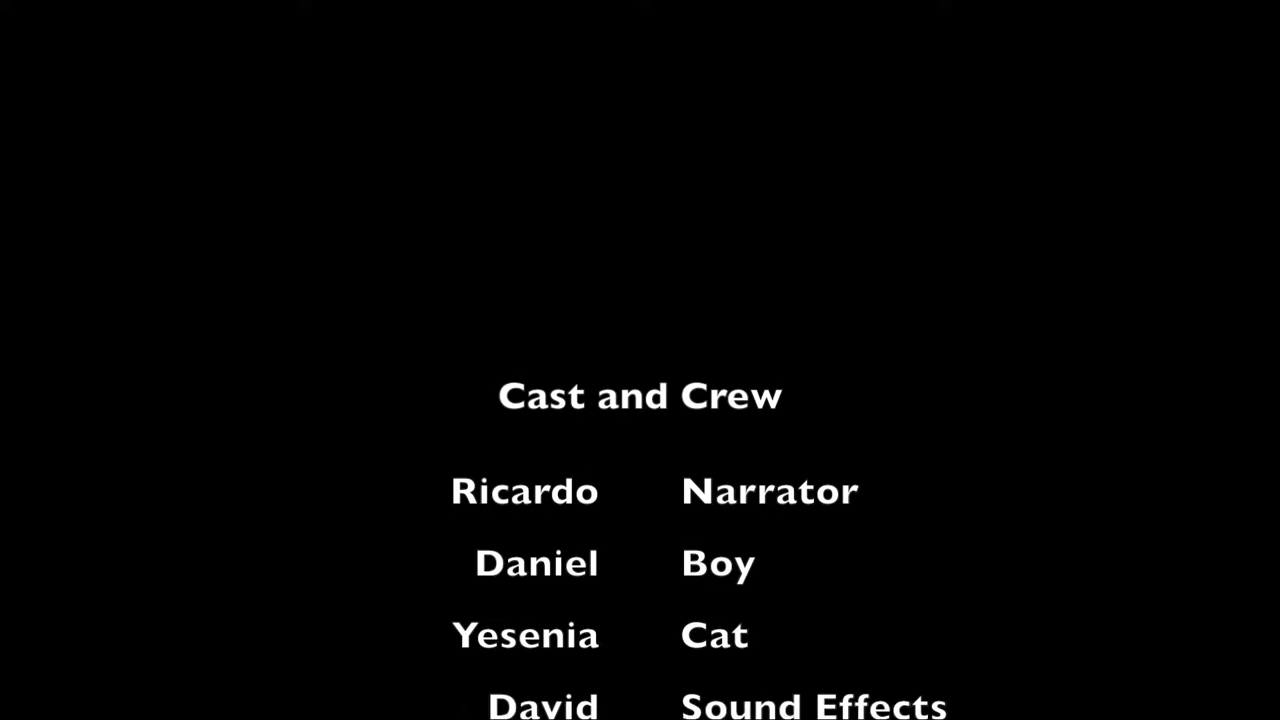 Cast and Crew
Ricardo Narrator
Daniel Boy
Yesenia Cat
David Sound Effects